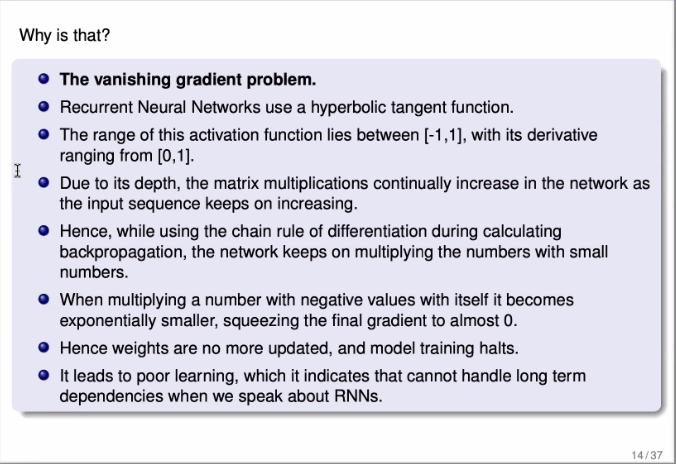 Why is that?
The vanishing gradient problem.
Recurrent Neural Networks use a hyperbolic tangent function.
The range of this activation function lies between [-1,1], with its derivative
ranging from [0,1].
Due to its depth, the matrix multiplications continually increase in the network as
the input sequence keeps on increasing.
Hence, while using the chain rule of differentiation during calculating
backpropagation, the network keeps on multiplying the numbers with small
numbers.
When multiplying a number with negative values with itself it becomes
exponentially smaller, squeezing the final gradient to almost 0.
Hence weights are no more updated, and model training halts.
It leads to poor learning, which it indicates that cannot handle long term
dependencies when we speak about RNNs.
14/37